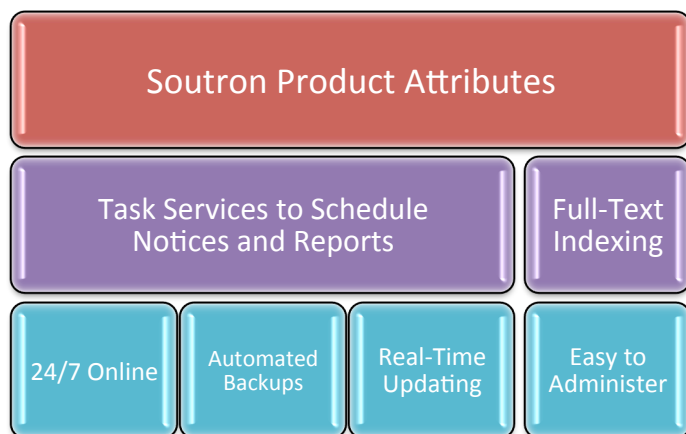 Soutron Product Attributes
Task Services to Schedule
Notices and Reports
Full-Text
Indexing
24/7 Online
Automated
Backups
Real-Time
Updating
Easy to
Administer